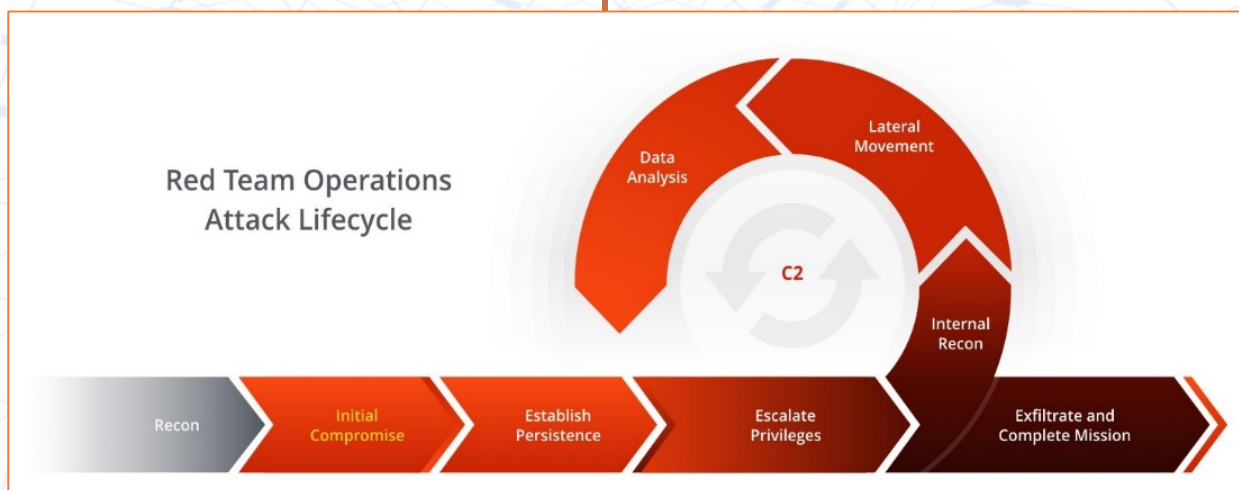 Red Team Operations
Attack Lifecycle
Data
Analysis
Lateral
Movement
C2
Internal
Recon
Recon
Initial
Compromise
Establish
Persistence
Escalate
Privileges
Exfiltrate and
Complete Mission